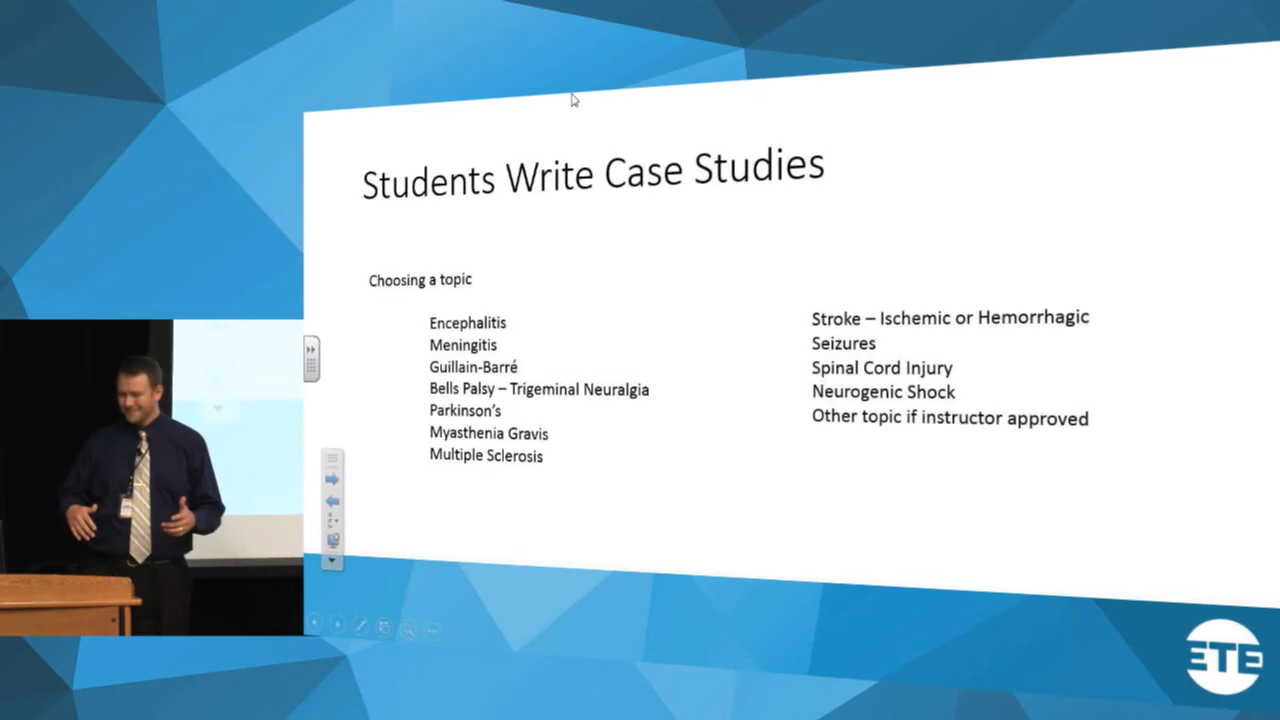 Students Write Case Studies
Choosing a topic
Encephalitis
Meningitis
Guillain-Barré
Bells Palsy – Trigeminal Neuralgia
Parkinson's
Myasthenia Gravis
Multiple Sclerosis
Stroke – Ischemic or Hemorrhagic
Seizures
Spinal Cord Injury
Neurogenic Shock
Other topic if instructor approved
ETE